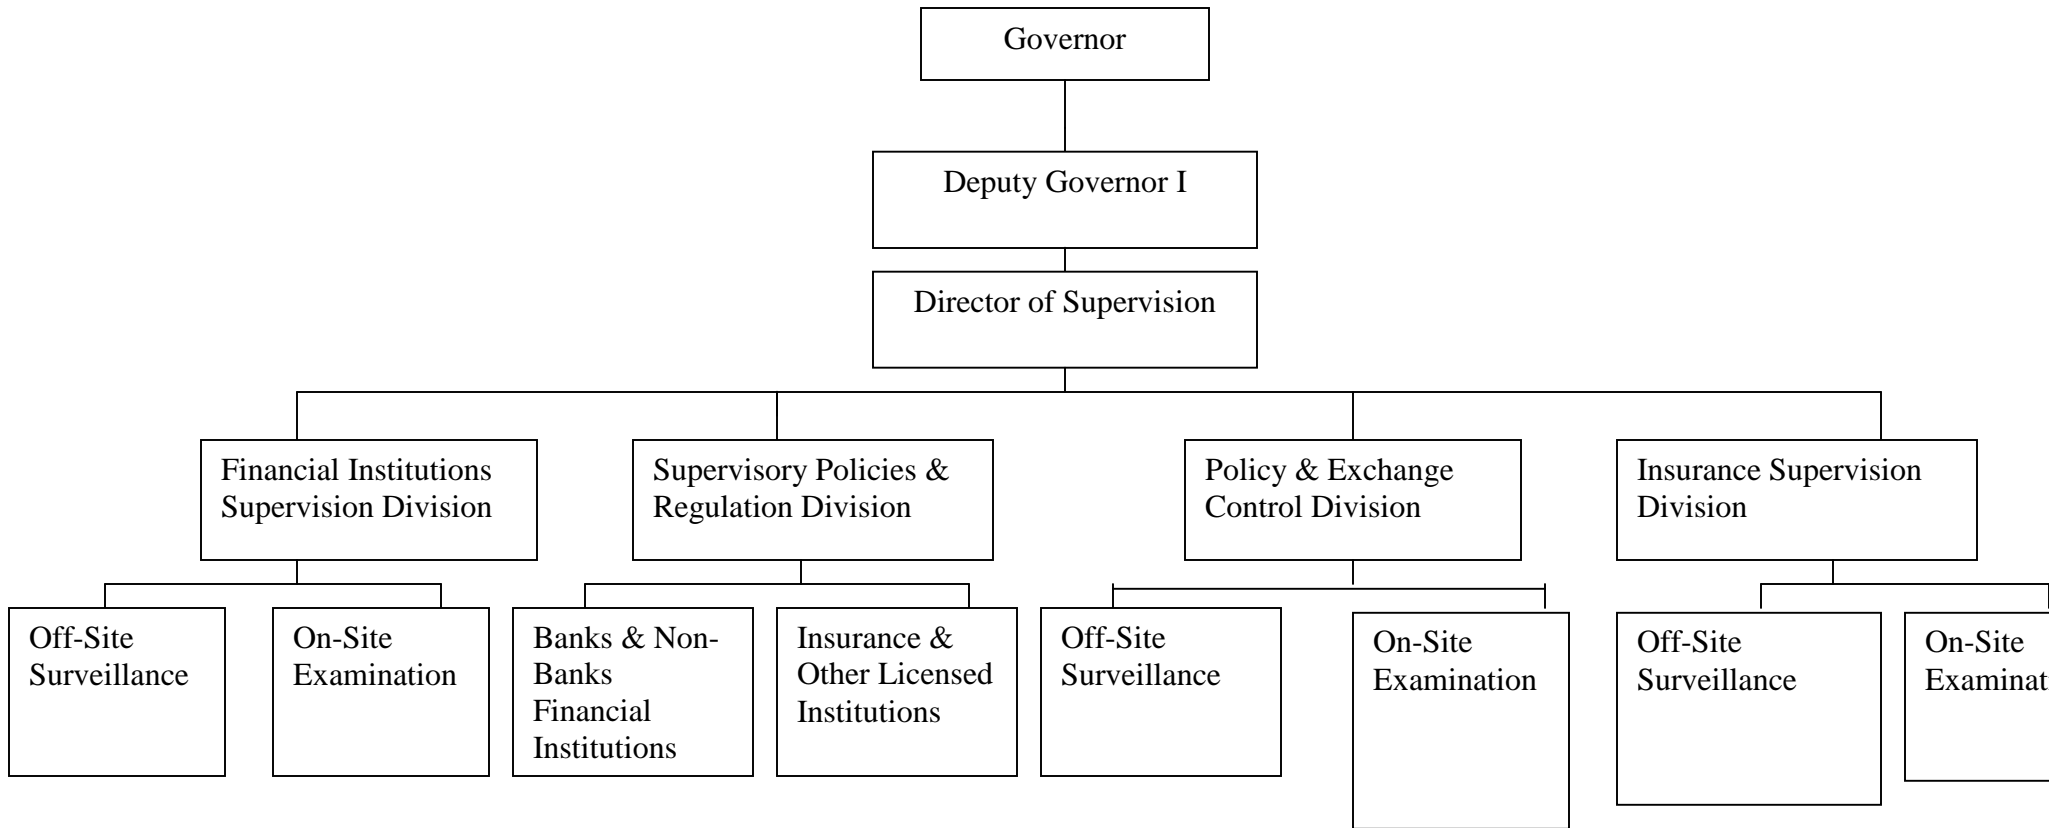 Governor
Deputy Governor I
Director of Supervision
Financial Institutions
Supervision Division
Supervisory Policies &
Regulation Division
Policy & Exchange
Control Division
Insurance Supervision
Division
Off-Site
Surveillance
On-Site
Examination
Banks & Non-
Banks
Financial
Institutions
Insurance &
Other Licensed
Institutions
Off-Site
Surveillance
On-Site
Examination
Off-Site
Surveillance
On-Site